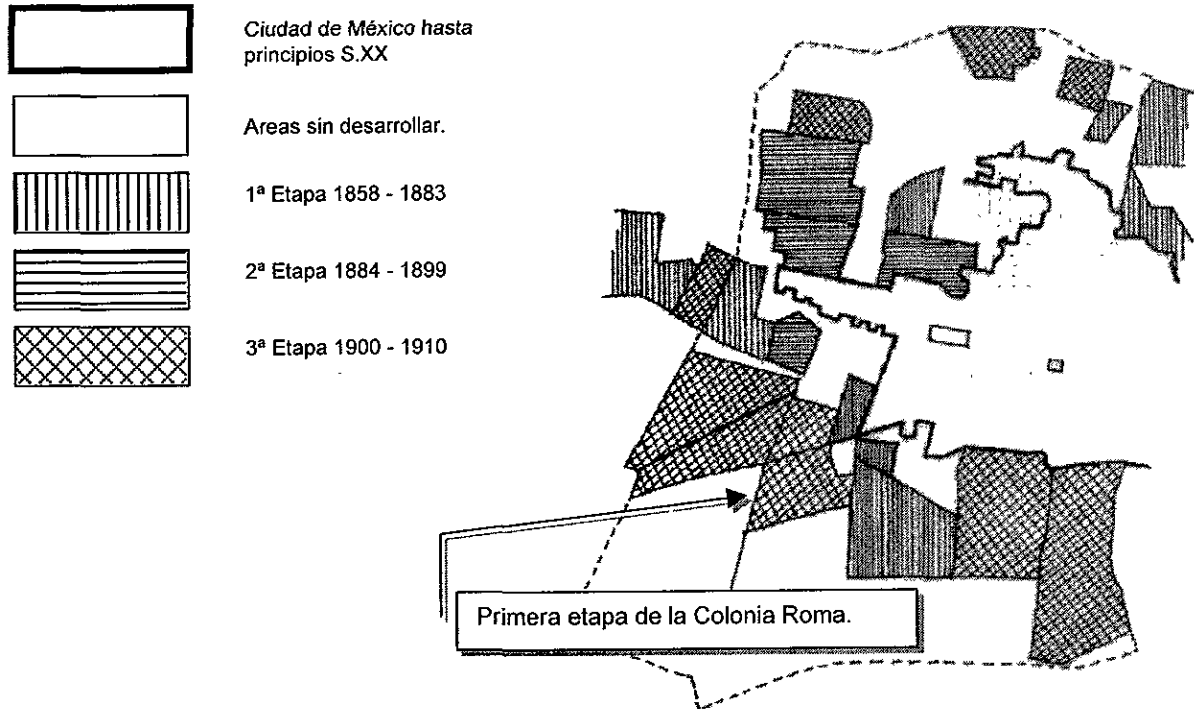 Ciudad de México hasta
principios S.XX
Areas sin desarrollar.
1ª Etapa 1858 - 1883
2ª Etapa 1884 - 1899
3ª Etapa 1900 - 1910
Primera etapa de la Colonia Roma.